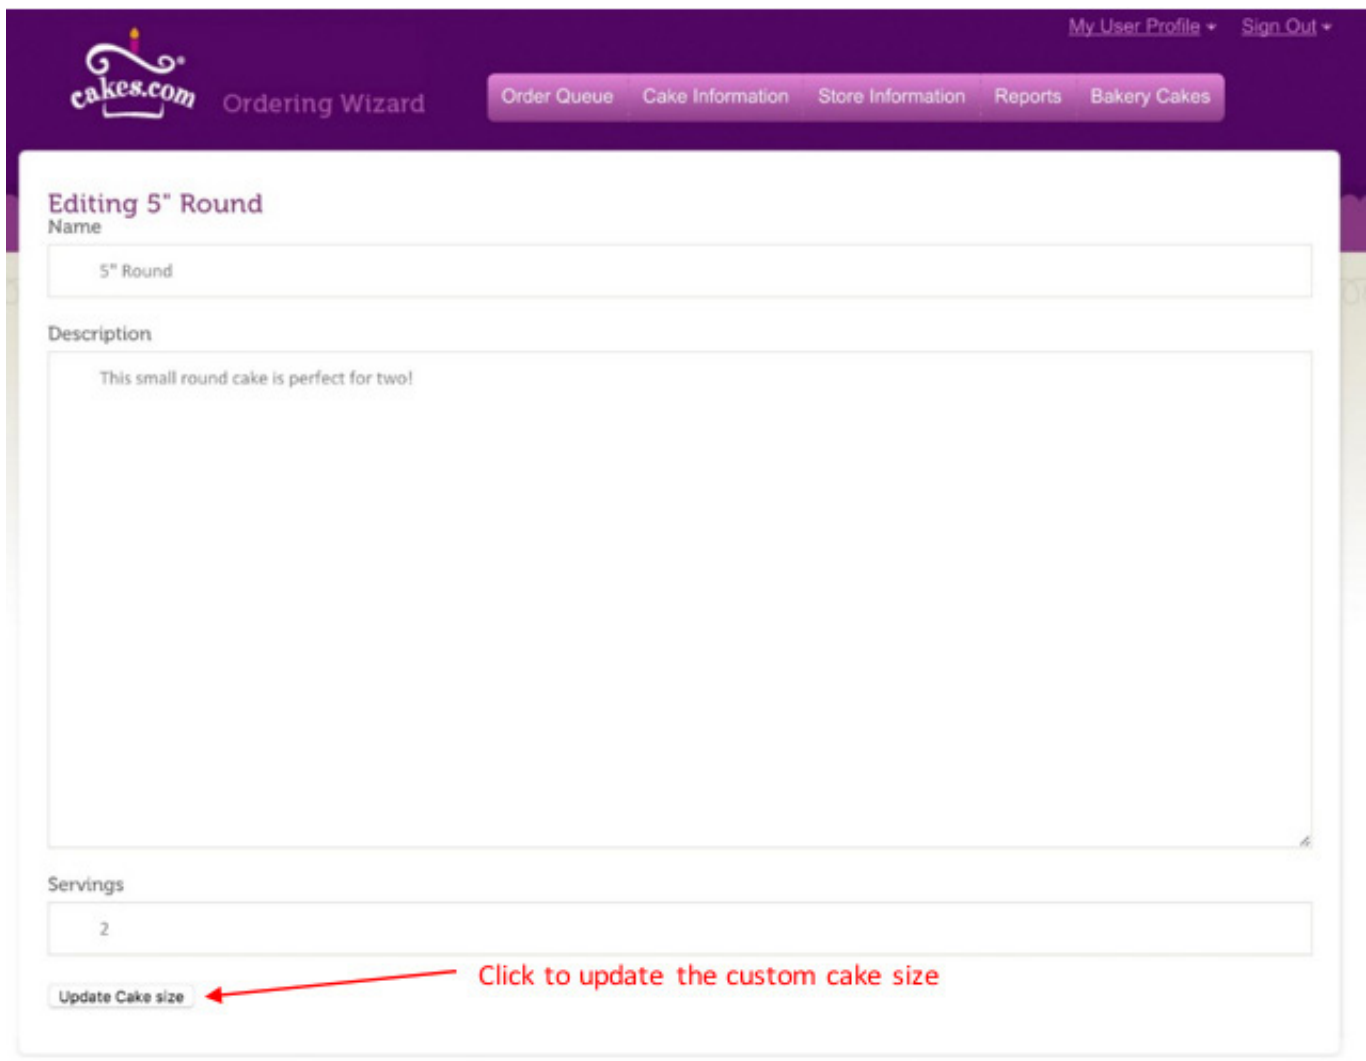 My User Profile Sign Out
cakes.com
Ordering Wizard
Order Queue Cake Information Store Information Reports Bakery Cakes
Editing 5" Round
Name
5" Round
Description
This small round cake is perfect for two!
Servings
2
Click to update the custom cake size
Update Cake size